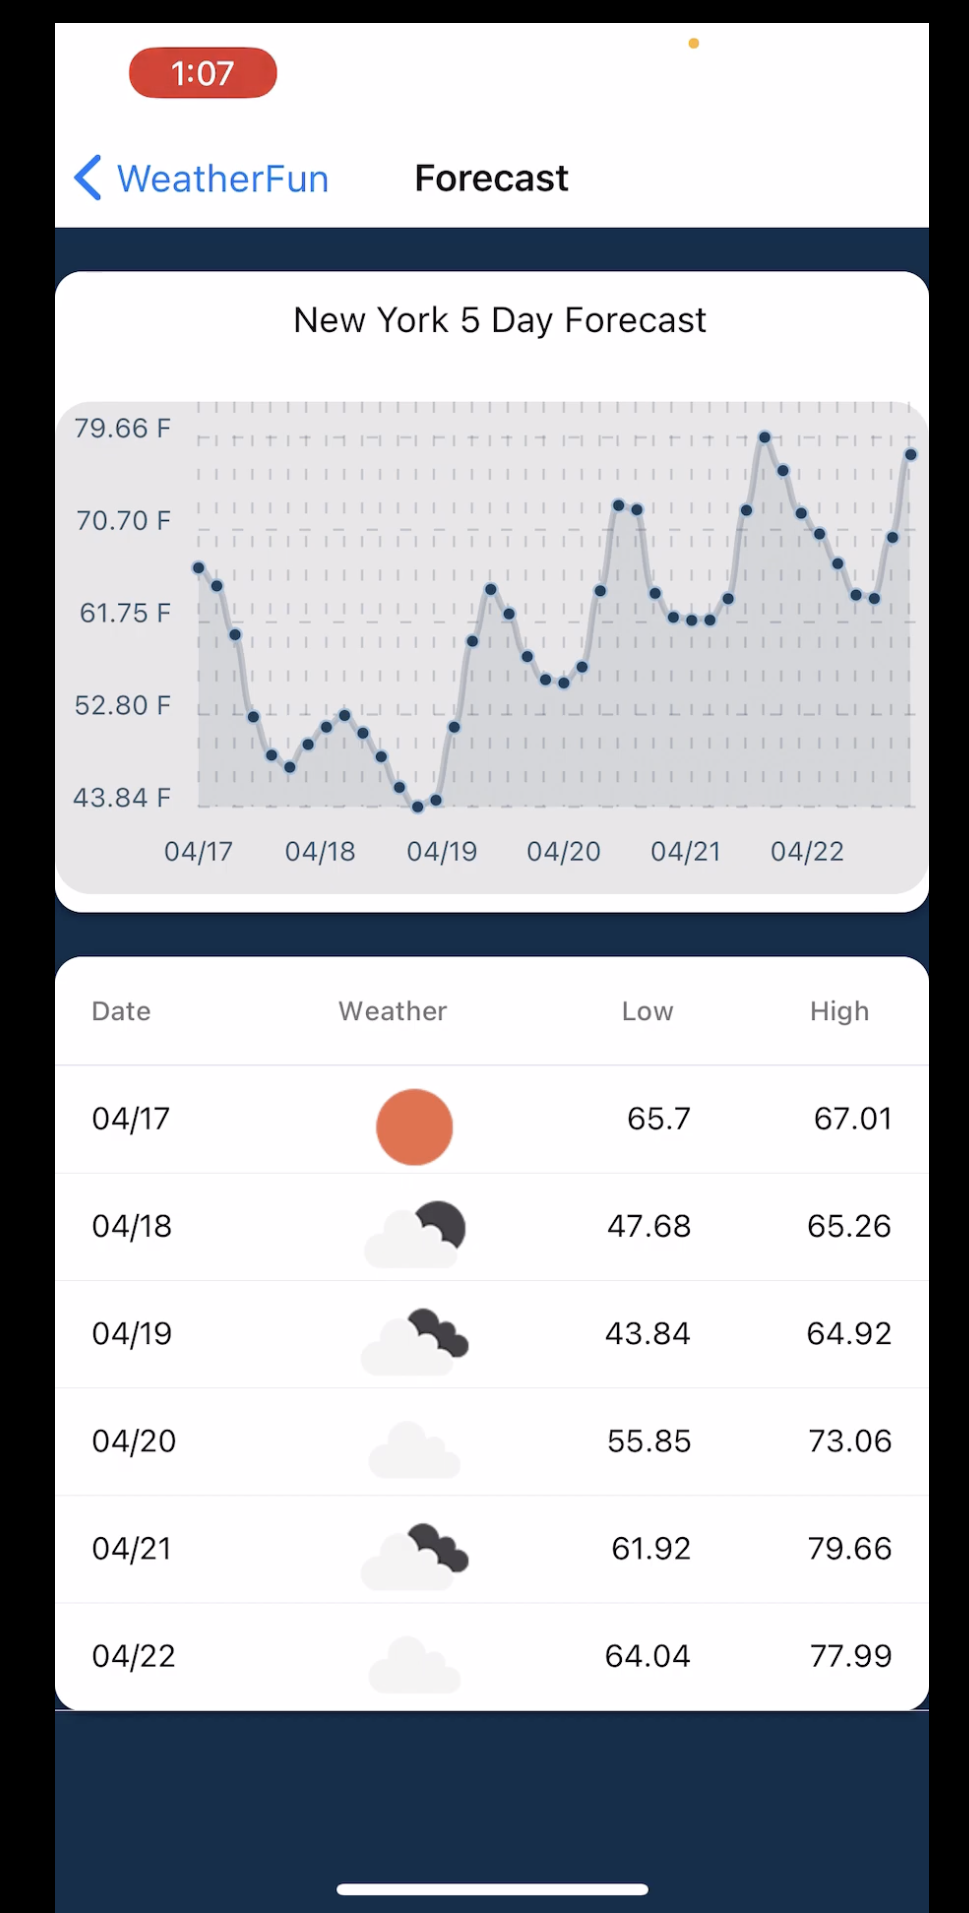 1:07
WeatherFun Forecast
New York 5 Day Forecast
79.66 F
70.70 F
61.75 F
52.80 F
43.84 F
04/17 04/18 04/19 04/20 04/21 04/22
Date Weather Low High
04/17 65.7 67.01
04/18 47.68 65.26
04/19 43.84 64.92
04/20 55.85 73.06
04/21 61.92 79.66
04/22 64.04 77.99